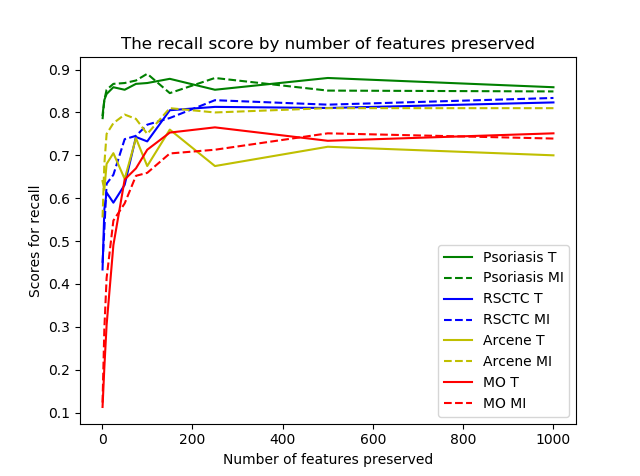 The recall score by number of features preserved
Scores for recall
0.9
0.8
0.7
0.6
0.5
0.4
0.3
0.2
0.1
0 200 400 600 800 1000
Number of features preserved
Psoriasis T
Psoriasis MI
RSCTC T
RSCTC MI
Arcene T
Arcene MI
MO T
MO MI